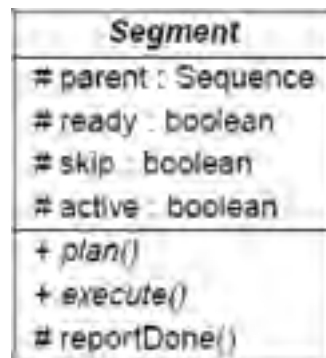 Segment
# parent : Sequence
# ready : boolean
# skip : boolean
# active : boolean
+ plan()
+ execute()
# reportDone()